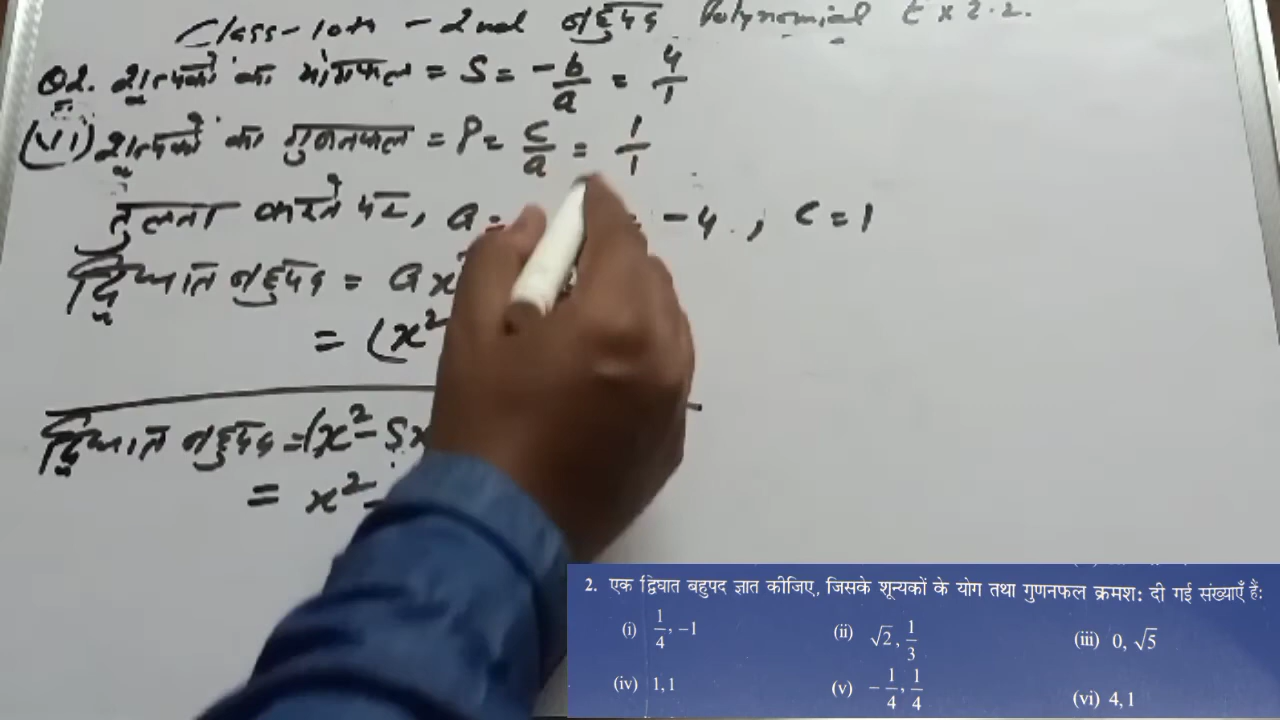 Class-10th - 2nd बहुपद Polynomial Ex 2.2.
Q2. शून्यकों का योगफल = S = -b/a = 4/1
(vi) शून्यकों का गुणनफल = P = c/a = 1/1
तुलना करने पर, a = -4, c = 1
द्विघात बहुपद = ax
= (x²
द्विघात बहुपद = (x² - Sx
= x² -
2. एक द्विघात बहुपद ज्ञात कीजिए, जिसके शून्यकों के योग तथा गुणनफल क्रमश: दी गई संख्याएँ हैं:
(i) 1/4, -1 (ii) √2, 1/3 (iii) 0, √5
(iv) 1, 1 (v) -1/4, 1/4 (vi) 4, 1